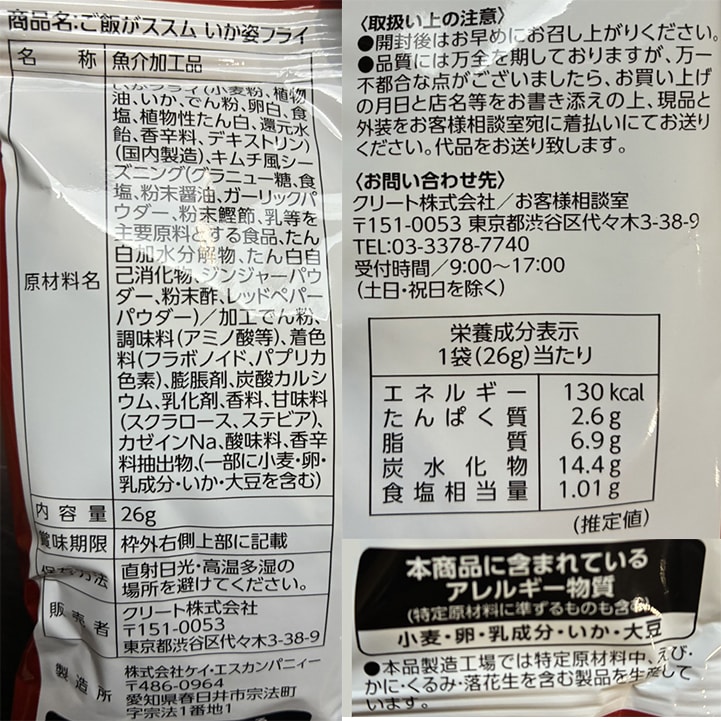 商品名:ご飯がススム いか姿フライ
名称 魚介加工品
原材料名
いかフライ(小麦粉、植物
油、いか、でん粉、卵白、食
塩、植物性たん白、還元水
飴、香辛料、デキストリン)
(国内製造)、キムチ風シー
ズニング(グラニュー糖、食
塩、粉末醤油、ガーリックパ
ウダー、粉末鰹節、乳等を
主要原料とする食品、たん
白加水分解物、たん白自
己消化物、ジンジャーパウ
ダー、粉末酢、レッドペパー
パウダー)／加工でん粉、
調味料(アミノ酸等)、着色
料(フラボノイド、パプリカ
色素)、膨脹剤、炭酸カルシ
ウム、乳化剤、香料、甘味料
(スクラロース、ステビア)、
カゼインNa、酸味料、香辛
料抽出物、(一部に小麦・卵・
乳成分・いか・大豆を含む)
内容量 26g
賞味期限 枠外右側上部に記載
保存方法 直射日光・高温多湿の
場所を避けてください。
販売者 クリート株式会社
〒151-0053
東京都渋谷区代々木3-38-9
製造所 株式会社ケイ・エスカンパニィー
〒486-0964
愛知県春日井市宗法町
字宗法1番地1
〈取扱い上の注意〉
●開封後はお早めにお召し上がりください。
●品質には万全を期しておりますが、万一
不都合な点がございましたら、お買い上げ
の月日と店名等をお書き添えの上、現品と
外装をお客様相談室宛に着払いにてお送り
ください。代品をお送り致します。
〈お問い合わせ先〉
クリート株式会社／お客様相談室
〒151-0053 東京都渋谷区代々木3-38-9
TEL:03-3378-7740
受付時間／9:00〜17:00
(土日・祝日を除く)
栄養成分表示
1袋(26g)当たり
エネルギー 130kcal
たんぱく質 2.6g
脂質 6.9g
炭水化物 14.4g
食塩相当量 1.01g
(推定値)
本商品に含まれている
アレルギー物質
(特定原材料に準ずるものも含む)
小麦・卵・乳成分・いか・大豆
●本品製造工場では特定原材料中、えび・
かに・くるみ・落花生を含む製品を生産して
います。